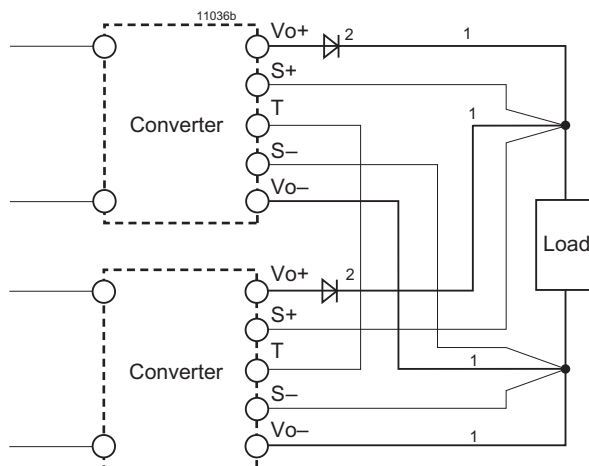 11036b
Vo+
2
1
S+
T
1
Converter
S–
Vo–
Load
Vo+
2
S+
T
1
Converter
S–
Vo–
1